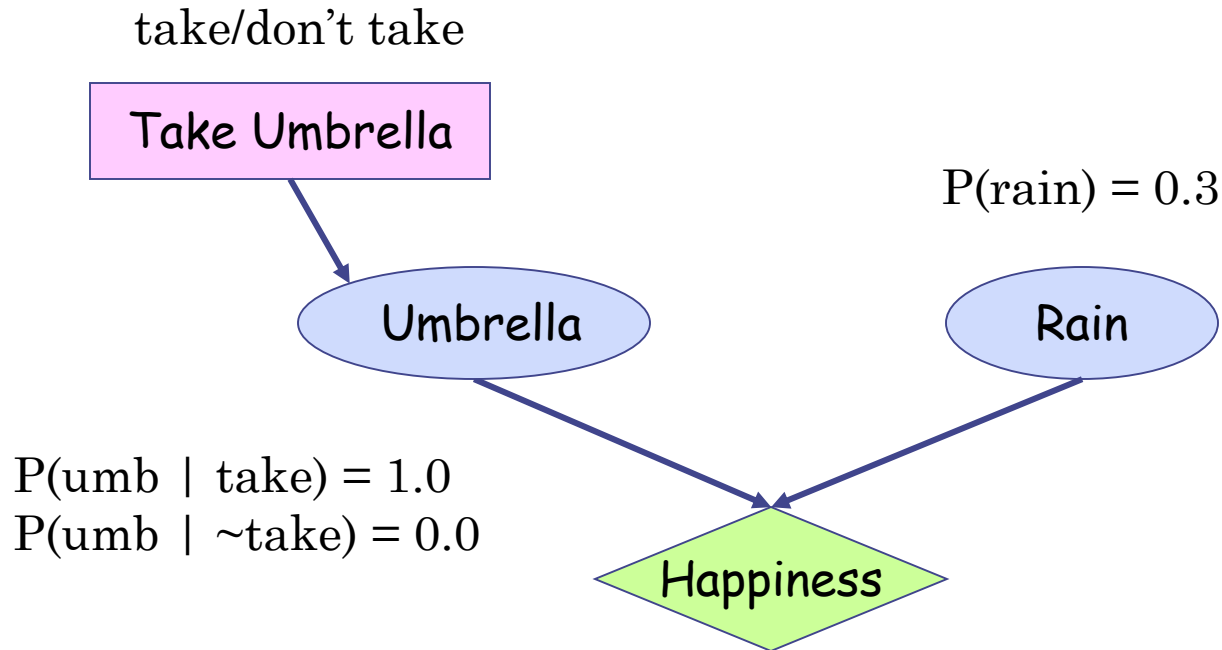 take/don’t take
Take Umbrella
P(rain) = 0.3
Umbrella
Rain
P(umb | take) = 1.0
P(umb | ~take) = 0.0
Happiness